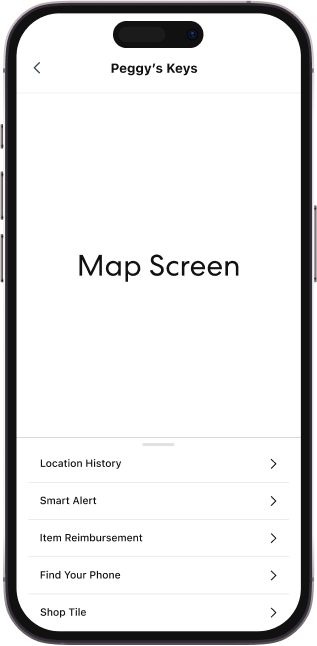 Peggy’s Keys
Map Screen
Location History
Smart Alert
Item Reimbursement
Find Your Phone
Shop Tile